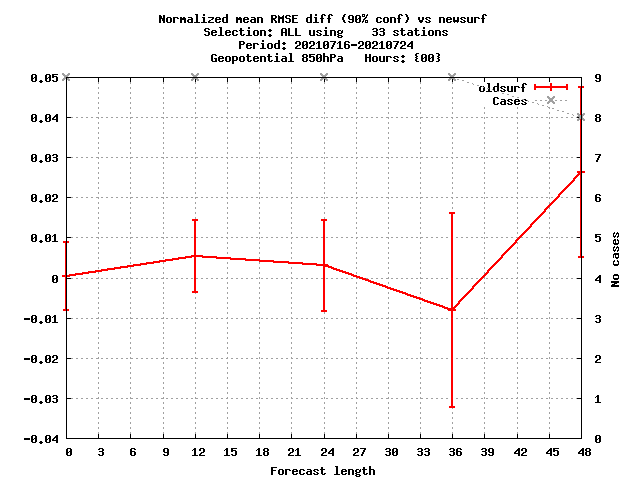 Normalized mean RMSE diff (90% conf) vs newsurf
Selection: ALL using    33 stations
Period: 20210716-20210724
Geopotential 850hPa   Hours: {00}
oldsurf
Cases
0.05
0.04
0.03
0.02
0.01
0
-0.01
-0.02
-0.03
-0.04
9
8
7
6
5
4
3
2
1
0
No cases
0 3 6 9 12 15 18 21 24 27 30 33 36 39 42 45 48
Forecast length